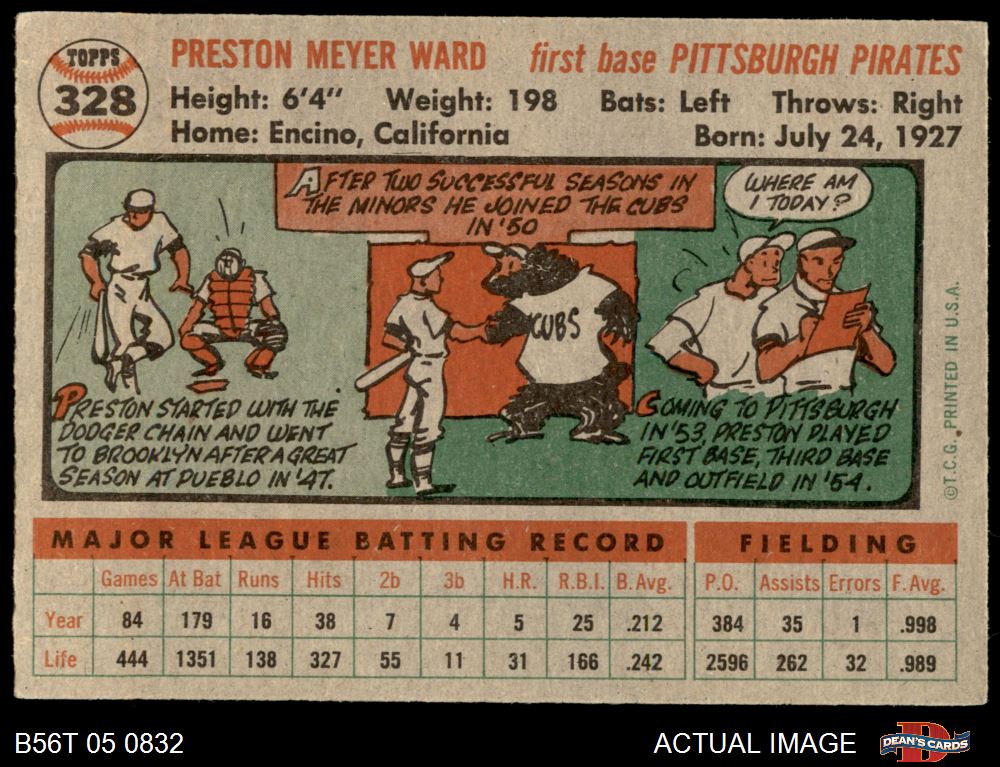 TOPPS
328
PRESTON MEYER WARD first base PITTSBURGH PIRATES
Height: 6'4" Weight: 198 Bats: Left Throws: Right
Home: Encino, California Born: July 24, 1927
AFTER TWO SUCCESSFUL SEASONS IN
THE MINORS HE JOINED THE CUBS
IN '50
WHERE AM
I TODAY?
CUBS
PRESTON STARTED WITH THE
DODGER CHAIN AND WENT
TO BROOKLYN AFTER A GREAT
SEASON AT PUEBLO IN '47.
COMING TO PITTSBURGH
IN '53, PRESTON PLAYED
FIRST BASE, THIRD BASE
AND OUTFIELD IN '54.
©T.C.G. PRINTED IN U.S.A.
MAJOR LEAGUE BATTING RECORD FIELDING
Games At Bat Runs Hits 2b 3b H.R. R.B.I. B. Avg. P.O. Assists Errors F. Avg.
Year 84 179 16 38 7 4 5 25 .212 384 35 1 .998
Life 444 1351 138 327 55 11 31 166 .242 2596 262 32 .989
B56T 05 0832 ACTUAL IMAGE DEAN'S CARDS